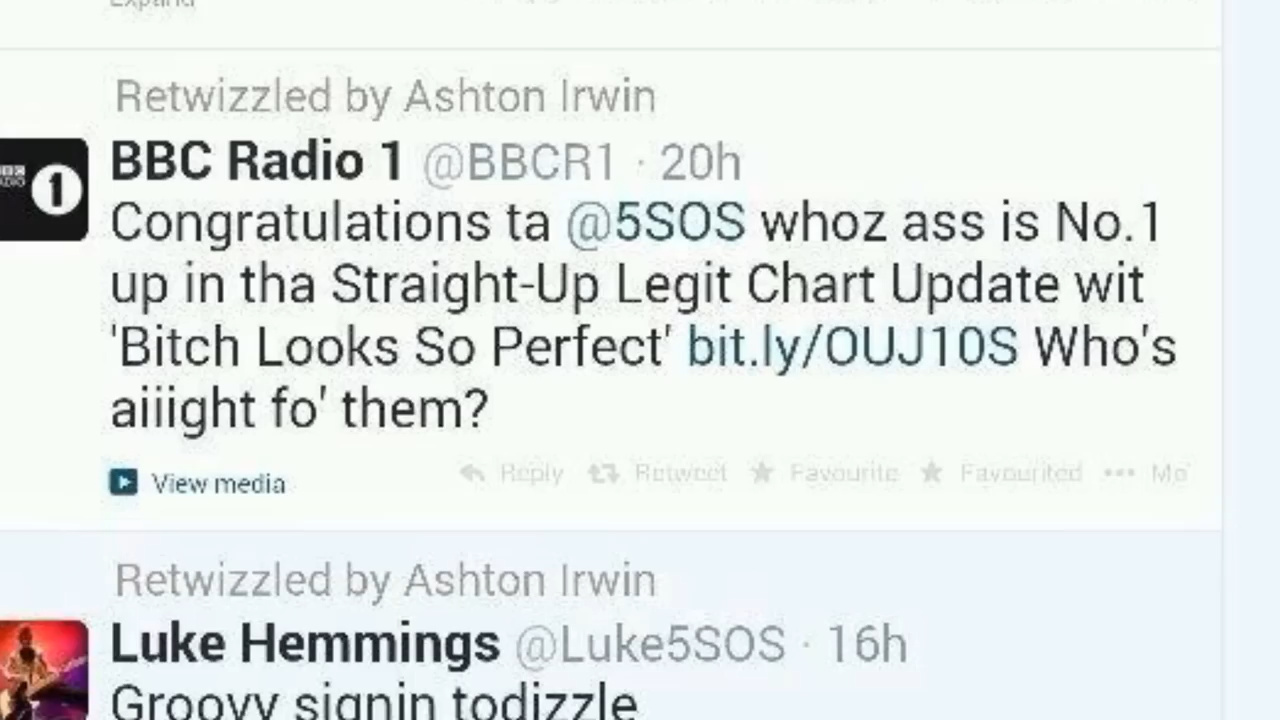 Expand
Retwizzled by Ashton Irwin
BBC Radio 1 @BBCR1 · 20h
1
Congratulations ta @5SOS whoz ass is No.1
up in tha Straight-Up Legit Chart Update wit
'Bitch Looks So Perfect' bit.ly/OUJ10S Who's
aiiight fo' them?
View media Reply Retweet Favourite Favourited ••• Mo
Retwizzled by Ashton Irwin
Luke Hemmings @Luke5SOS · 16h
Groovy signin todizzle